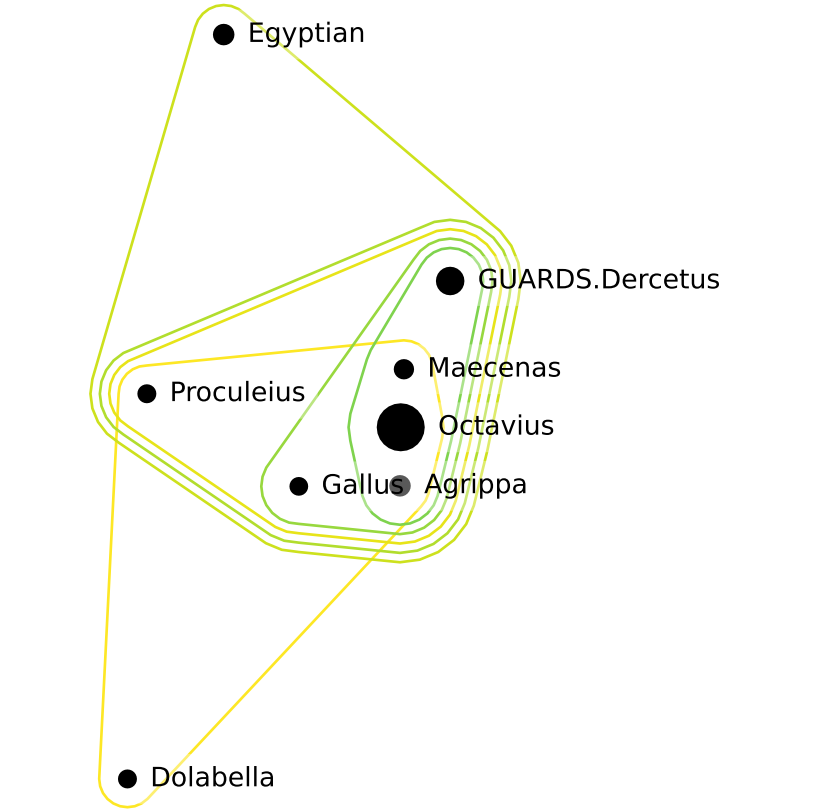 Egyptian
GUARDS.Dercetus
Maecenas
Proculeius
Octavius
Gallus
Agrippa
Dolabella